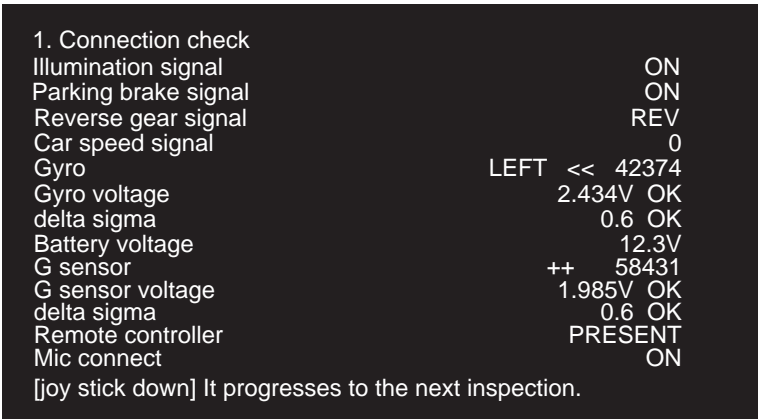 1. Connection check
Illumination signal ON
Parking brake signal ON
Reverse gear signal REV
Car speed signal 0
Gyro LEFT << 42374
Gyro voltage 2.434V OK
delta sigma 0.6 OK
Battery voltage 12.3V
G sensor ++ 58431
G sensor voltage 1.985V OK
delta sigma 0.6 OK
Remote controller PRESENT
Mic connect ON
[joy stick down] It progresses to the next inspection.